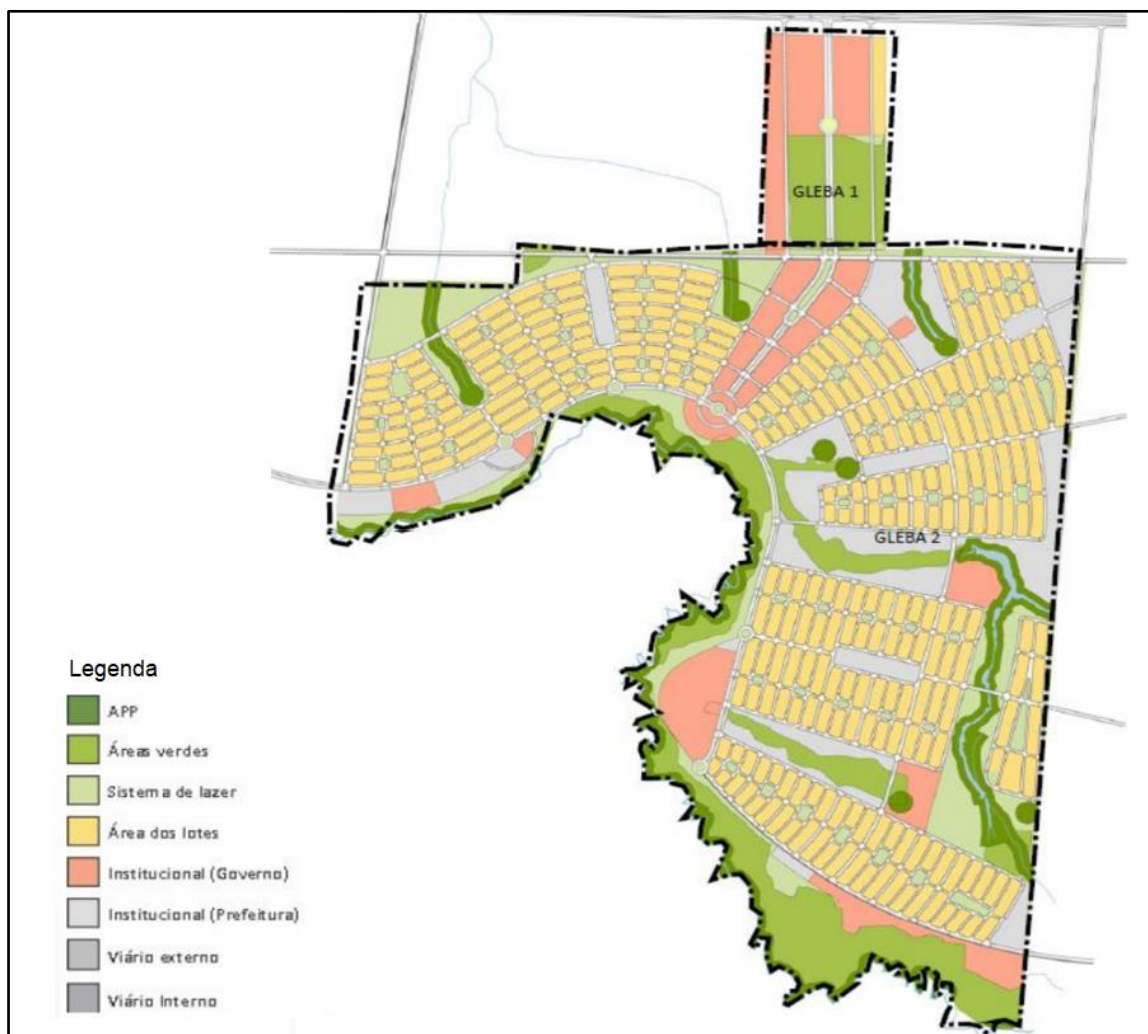 GLEBA 1
GLEBA 2
Legenda
APP
Áreas verdes
Sistema de lazer
Área dos lotes
Institucional (Governo)
Institucional (Prefeitura)
Viário externo
Viário Interno